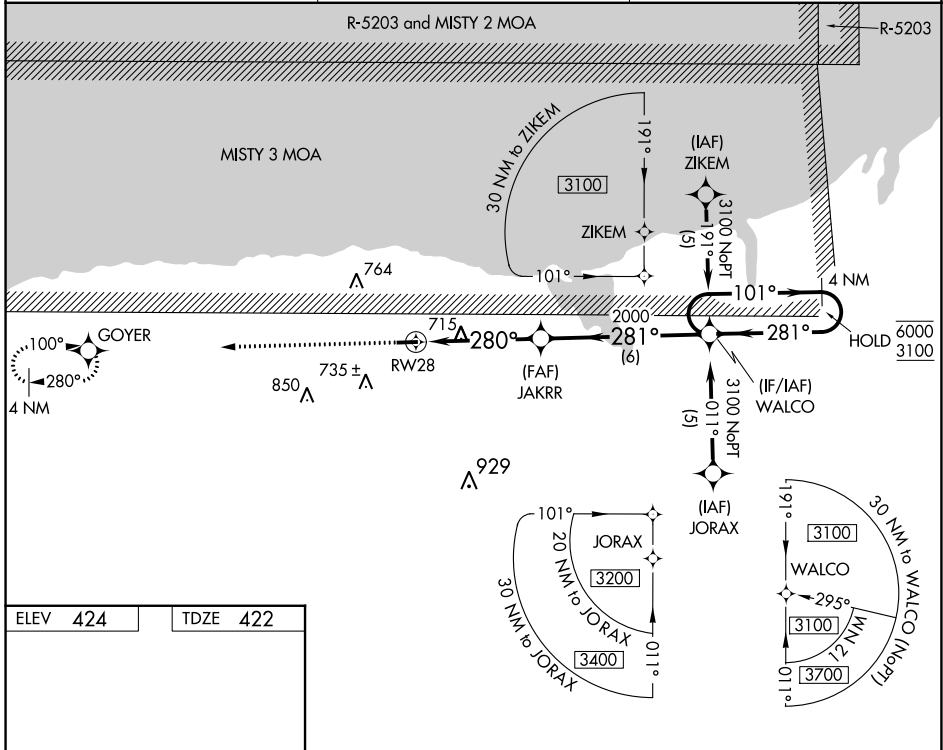 R-5203 and MISTY 2 MOA
R-5203
MISTY 3 MOA
30 NM to ZIKEM
3100
191°
ZIKEM
101°
(IAF)
ZIKEM
3100 NoPT
191°
(5)
764
4 NM
101°
2000
281°
(6)
281°
HOLD
6000
3100
100°
GOYER
280°
4 NM
715
280°
RW28
(FAF)
JAKRR
735 ±
850
(IF/IAF)
WALCO
3100 NoPT
011°
(5)
929
(IAF)
JORAX
101°
JORAX
20 NM to JORAX
3200
30 NM to JORAX
3400
011°
191°
3100
30 NM to WALCO (NoPT)
WALCO
295°
3100
12 NM
3700
011°
ELEV 424
TDZE 422